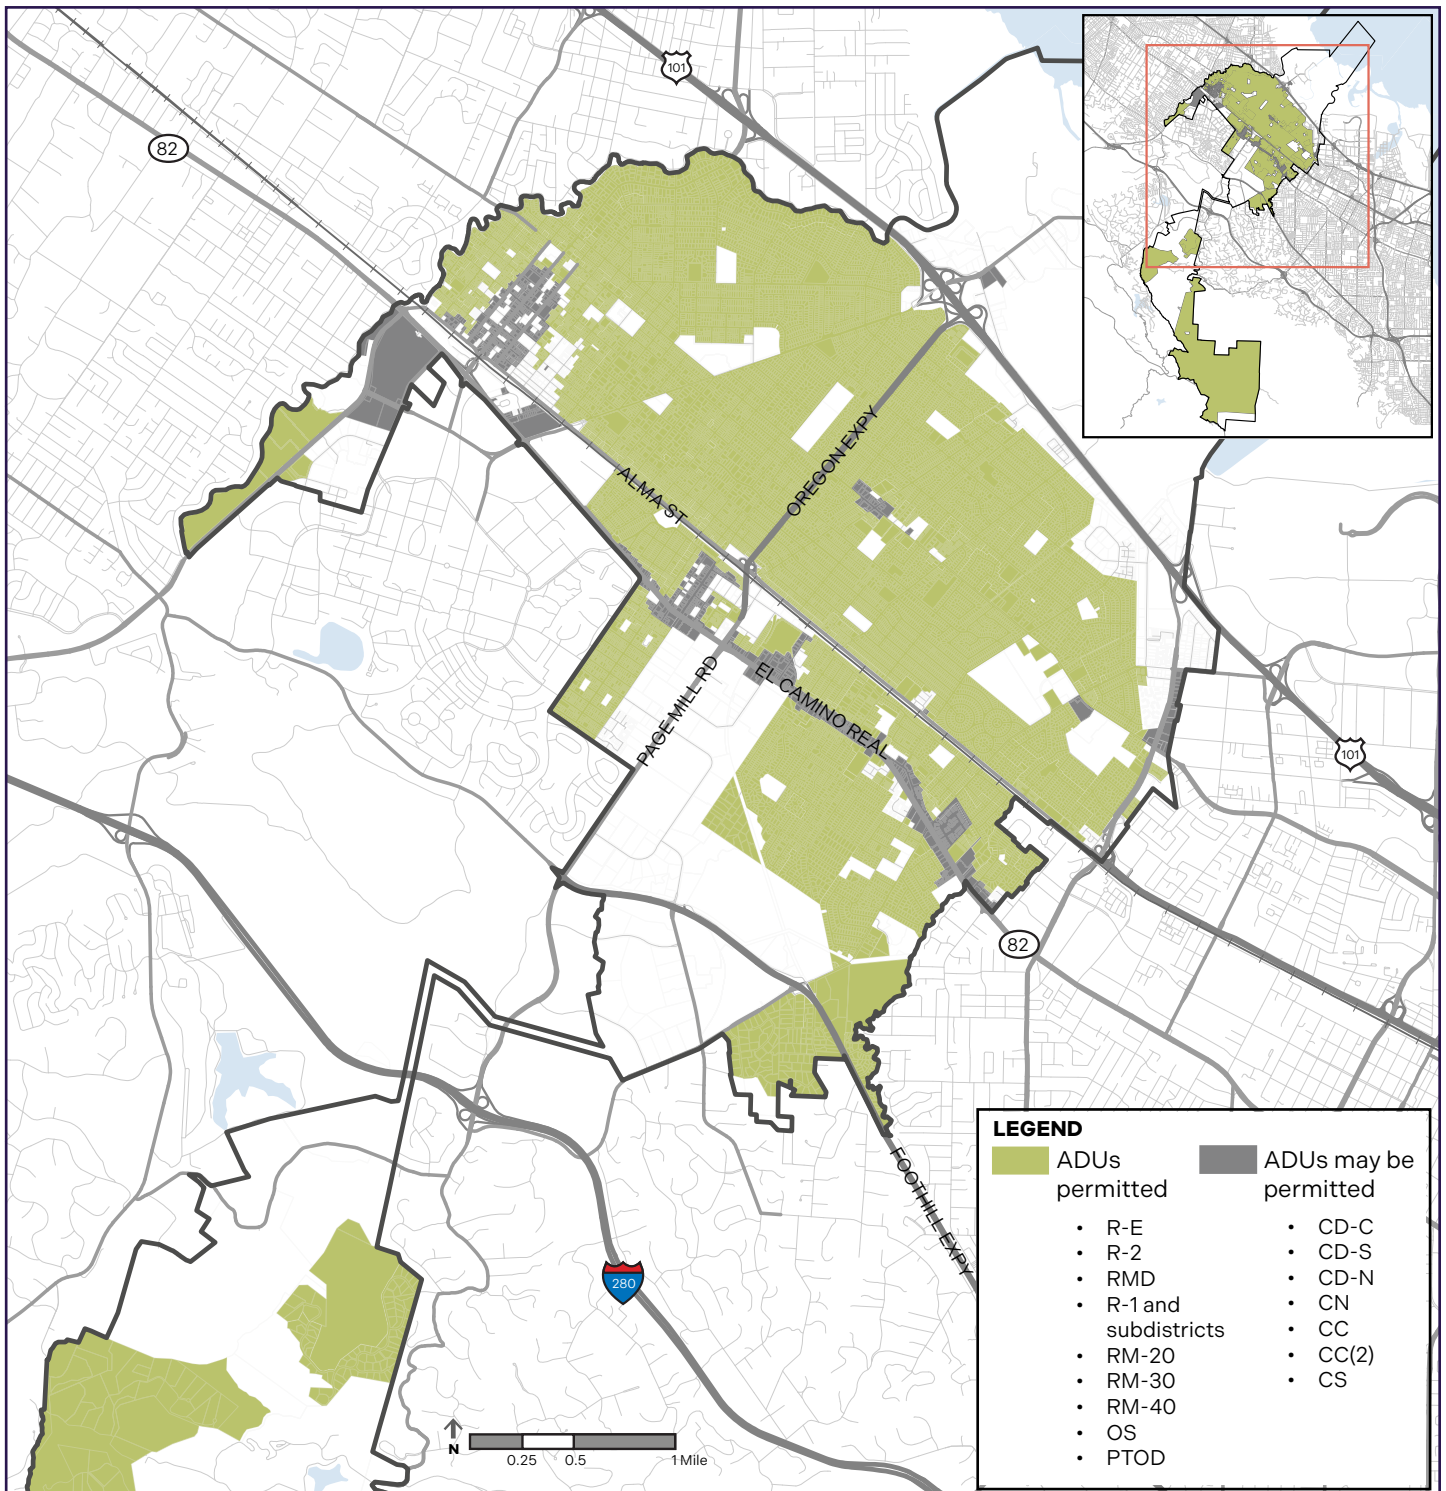 101
82
ALMA ST
OREGON EXPY
PAGE MILL RD
EL CAMINO REAL
101
82
FOOTHILL EXPY
280
N
0.25
0.5
1 Mile
LEGEND
ADUs
permitted
• R-E
• R-2
• RMD
• R-1 and
subdistricts
• RM-20
• RM-30
• RM-40
• OS
• PTOD
ADUs may be
permitted
• CD-C
• CD-S
• CD-N
• CN
• CC
• CC(2)
• CS